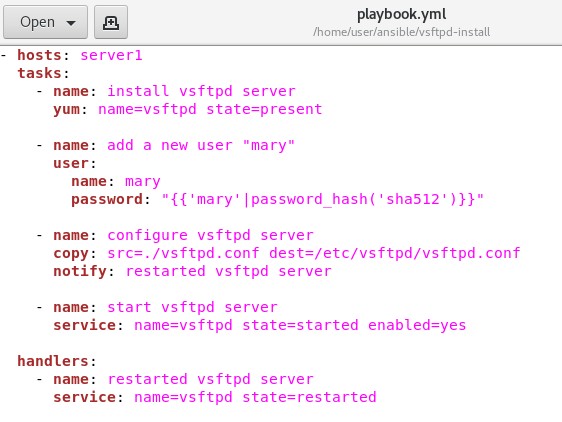 Open
playbook.yml
/home/user/ansible/vsftpd-install
- hosts: server1
  tasks:
    - name: install vsftpd server
      yum: name=vsftpd state=present

    - name: add a new user "mary"
      user:
        name: mary
        password: "{{'mary'|password_hash('sha512')}}"

    - name: configure vsftpd server
      copy: src=./vsftpd.conf dest=/etc/vsftpd/vsftpd.conf
      notify: restarted vsftpd server

    - name: start vsftpd server
      service: name=vsftpd state=started enabled=yes

  handlers:
    - name: restarted vsftpd server
      service: name=vsftpd state=restarted